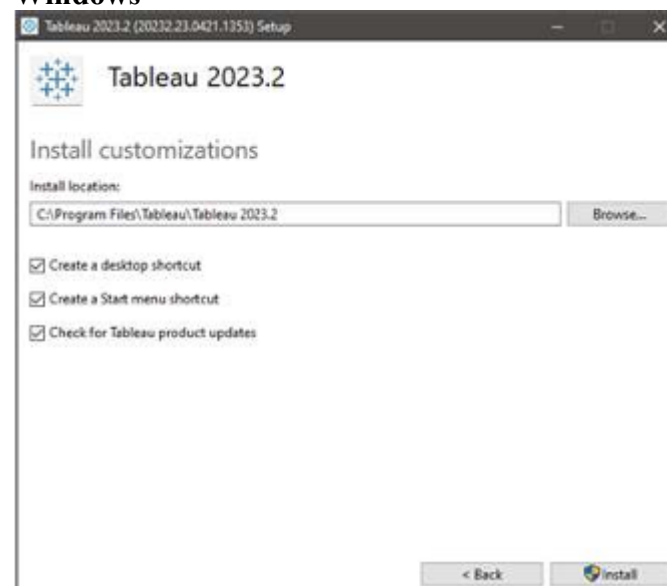 Windows
Tableau 2023.2 (20232.23.0421.1353) Setup
Tableau 2023.2
Install customizations
Install location:
C:\Program Files\Tableau\Tableau 2023.2 Browse...
Create a desktop shortcut
Create a Start menu shortcut
Check for Tableau product updates
< Back Install